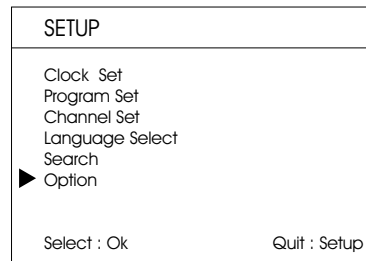 SETUP
Clock Set
Program Set
Channel Set
Language Select
Search
Option
Select : Ok Quit : Setup